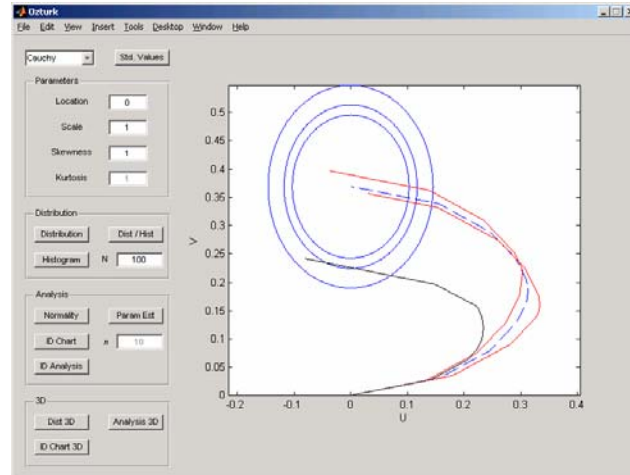 Ozturk
File Edit View Insert Tools Desktop Window Help
Cauchy Std. Values
Parameters
Location 0
Scale 1
Skewness 1
Kurtosis 1
Distribution
Distribution Dist / Hist
Histogram N 100
Analysis
Normality Param Est
ID Chart n 10
ID Analysis
3D
Dist 3D Analysis 3D
ID Chart 3D
0.5
0.45
0.4
0.35
0.3
0.25
0.2
0.15
0.1
0.05
0
V
-0.2 -0.1 0 0.1 0.2 0.3 0.4
U